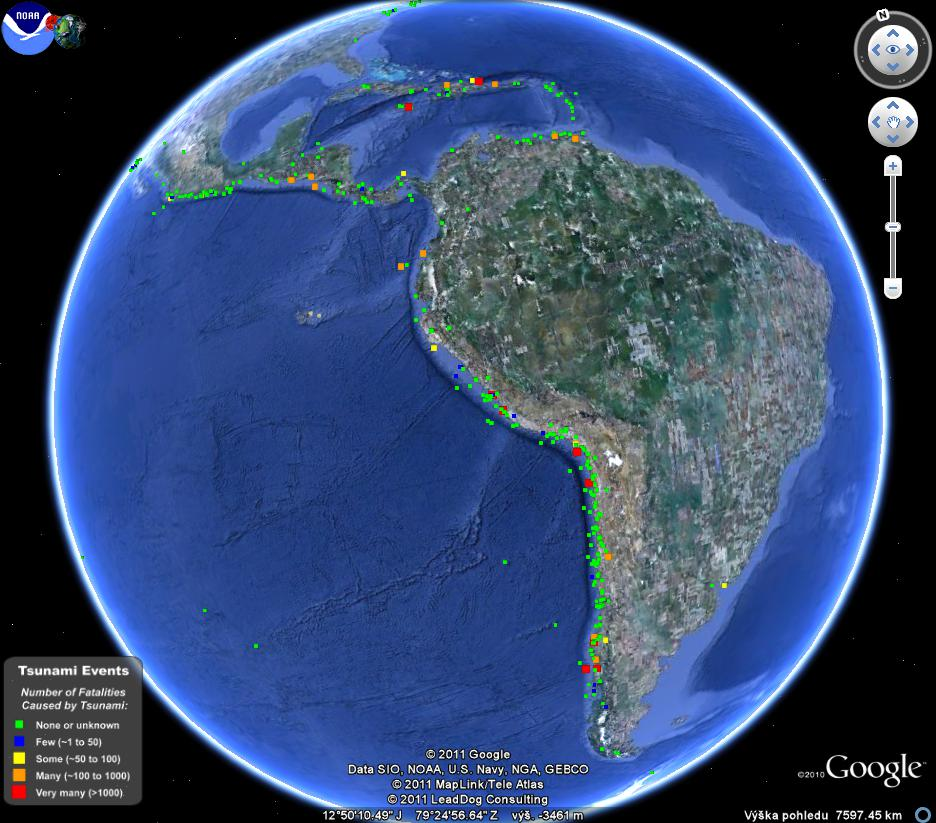 NOAA
N
Tsunami Events
Number of Fatalities
Caused by Tsunami:
None or unknown
Few (~1 to 50)
Some (~50 to 100)
Many (~100 to 1000)
Very many (>1000)
© 2011 Google
Data SIO, NOAA, U.S. Navy, NGA, GEBCO
© 2011 MapLink/Tele Atlas
© 2011 LeadDog Consulting
©2010 Google™
12°50'10.49" J 79°24'56.64" Z výš. -3461 m
Výška pohledu 7597.45 km